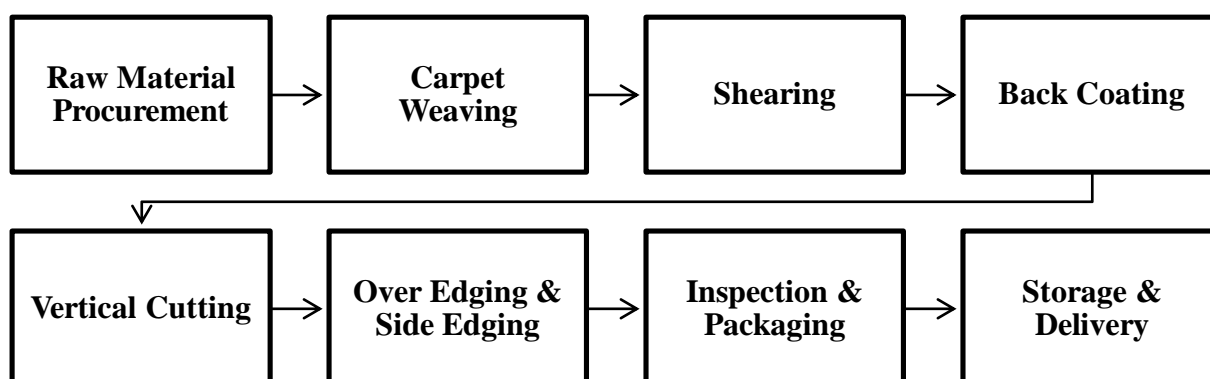 Raw Material
Procurement
Carpet
Weaving
Shearing
Back Coating
Vertical Cutting
Over Edging &
Side Edging
Inspection &
Packaging
Storage &
Delivery